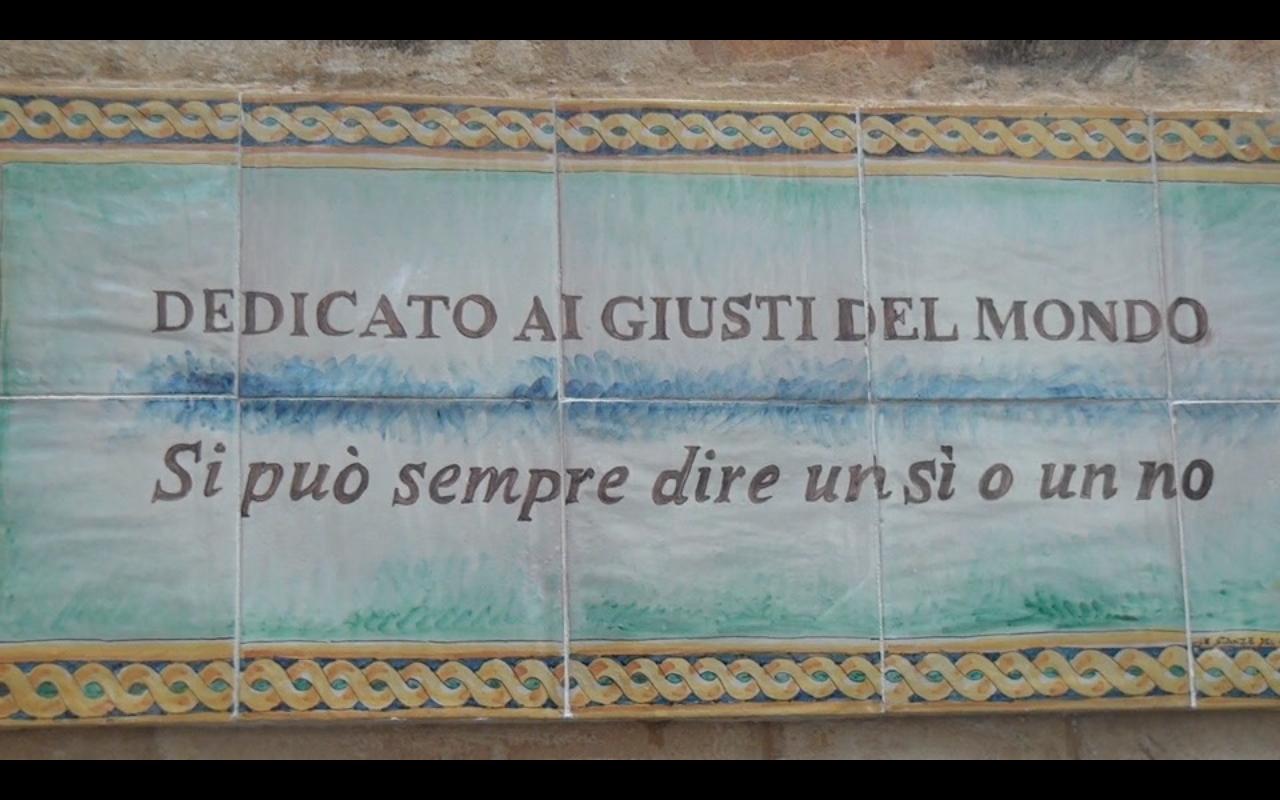 DEDICATO AI GIUSTI DEL MONDO
Si può sempre dire un sì o un no